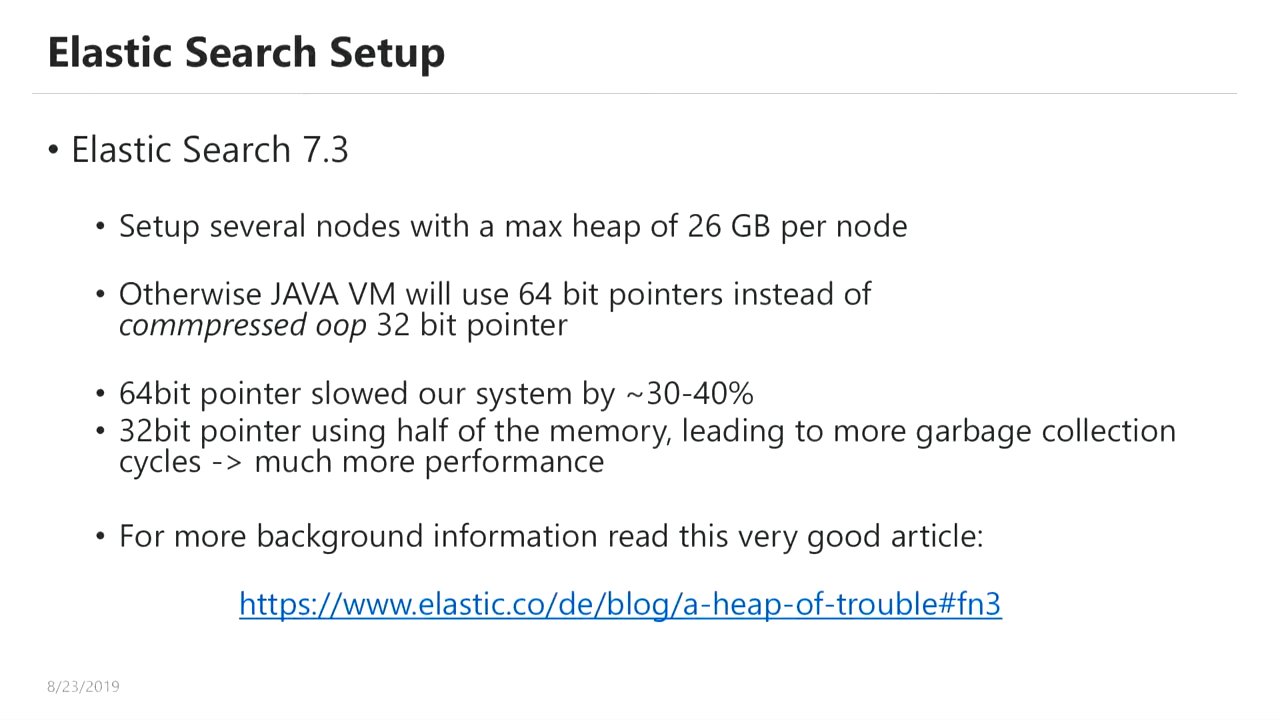 Elastic Search Setup
• Elastic Search 7.3
• Setup several nodes with a max heap of 26 GB per node
• Otherwise JAVA VM will use 64 bit pointers instead of
commpressed oop 32 bit pointer
• 64bit pointer slowed our system by ~30-40%
• 32bit pointer using half of the memory, leading to more garbage collection
cycles -> much more performance
• For more background information read this very good article:
https://www.elastic.co/de/blog/a-heap-of-trouble#fn3
8/23/2019